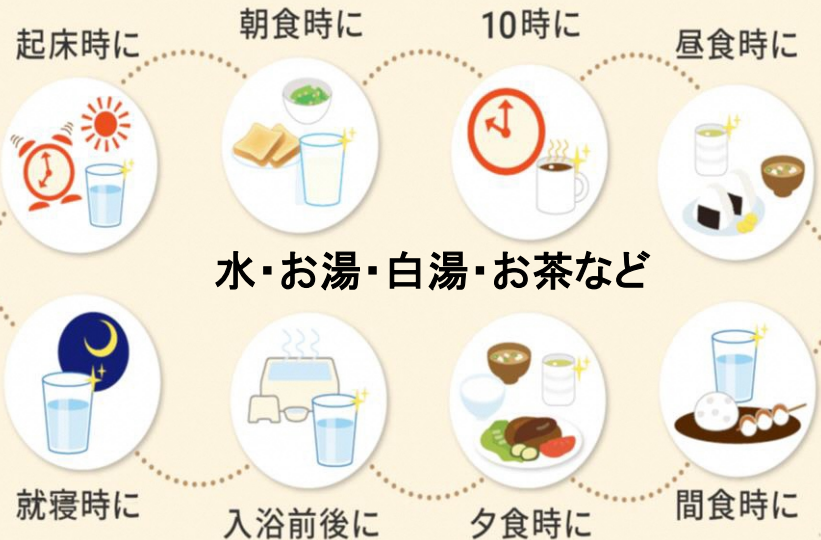 起床時に
朝食時に
10時に
昼食時に
水・お湯・白湯・お茶など
就寝時に
入浴前後に
夕食時に
間食時に